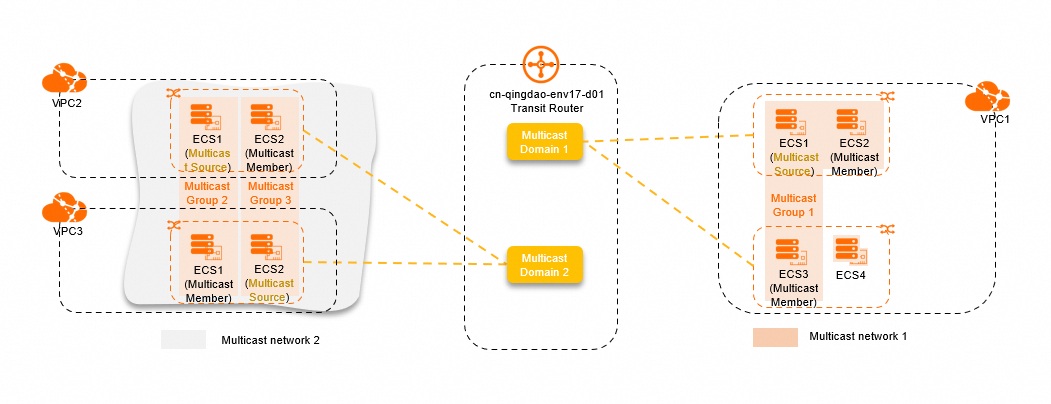 cn-qingdao-env17-d01
Transit Router
VPC2
ECS1
(Multicas
t Source)
ECS2
(Multicast
Member)
Multicast
Group 2
Multicast
Group 3
VPC3
ECS1
(Multicast
Member)
ECS2
(Multicast
Source)
Multicast network 2
Multicast
Domain 1
Multicast
Domain 2
VPC1
ECS1
(Multicast
Source)
ECS2
(Multicast
Member)
Multicast
Group 1
ECS3
(Multicast
Member)
ECS4
Multicast network 1